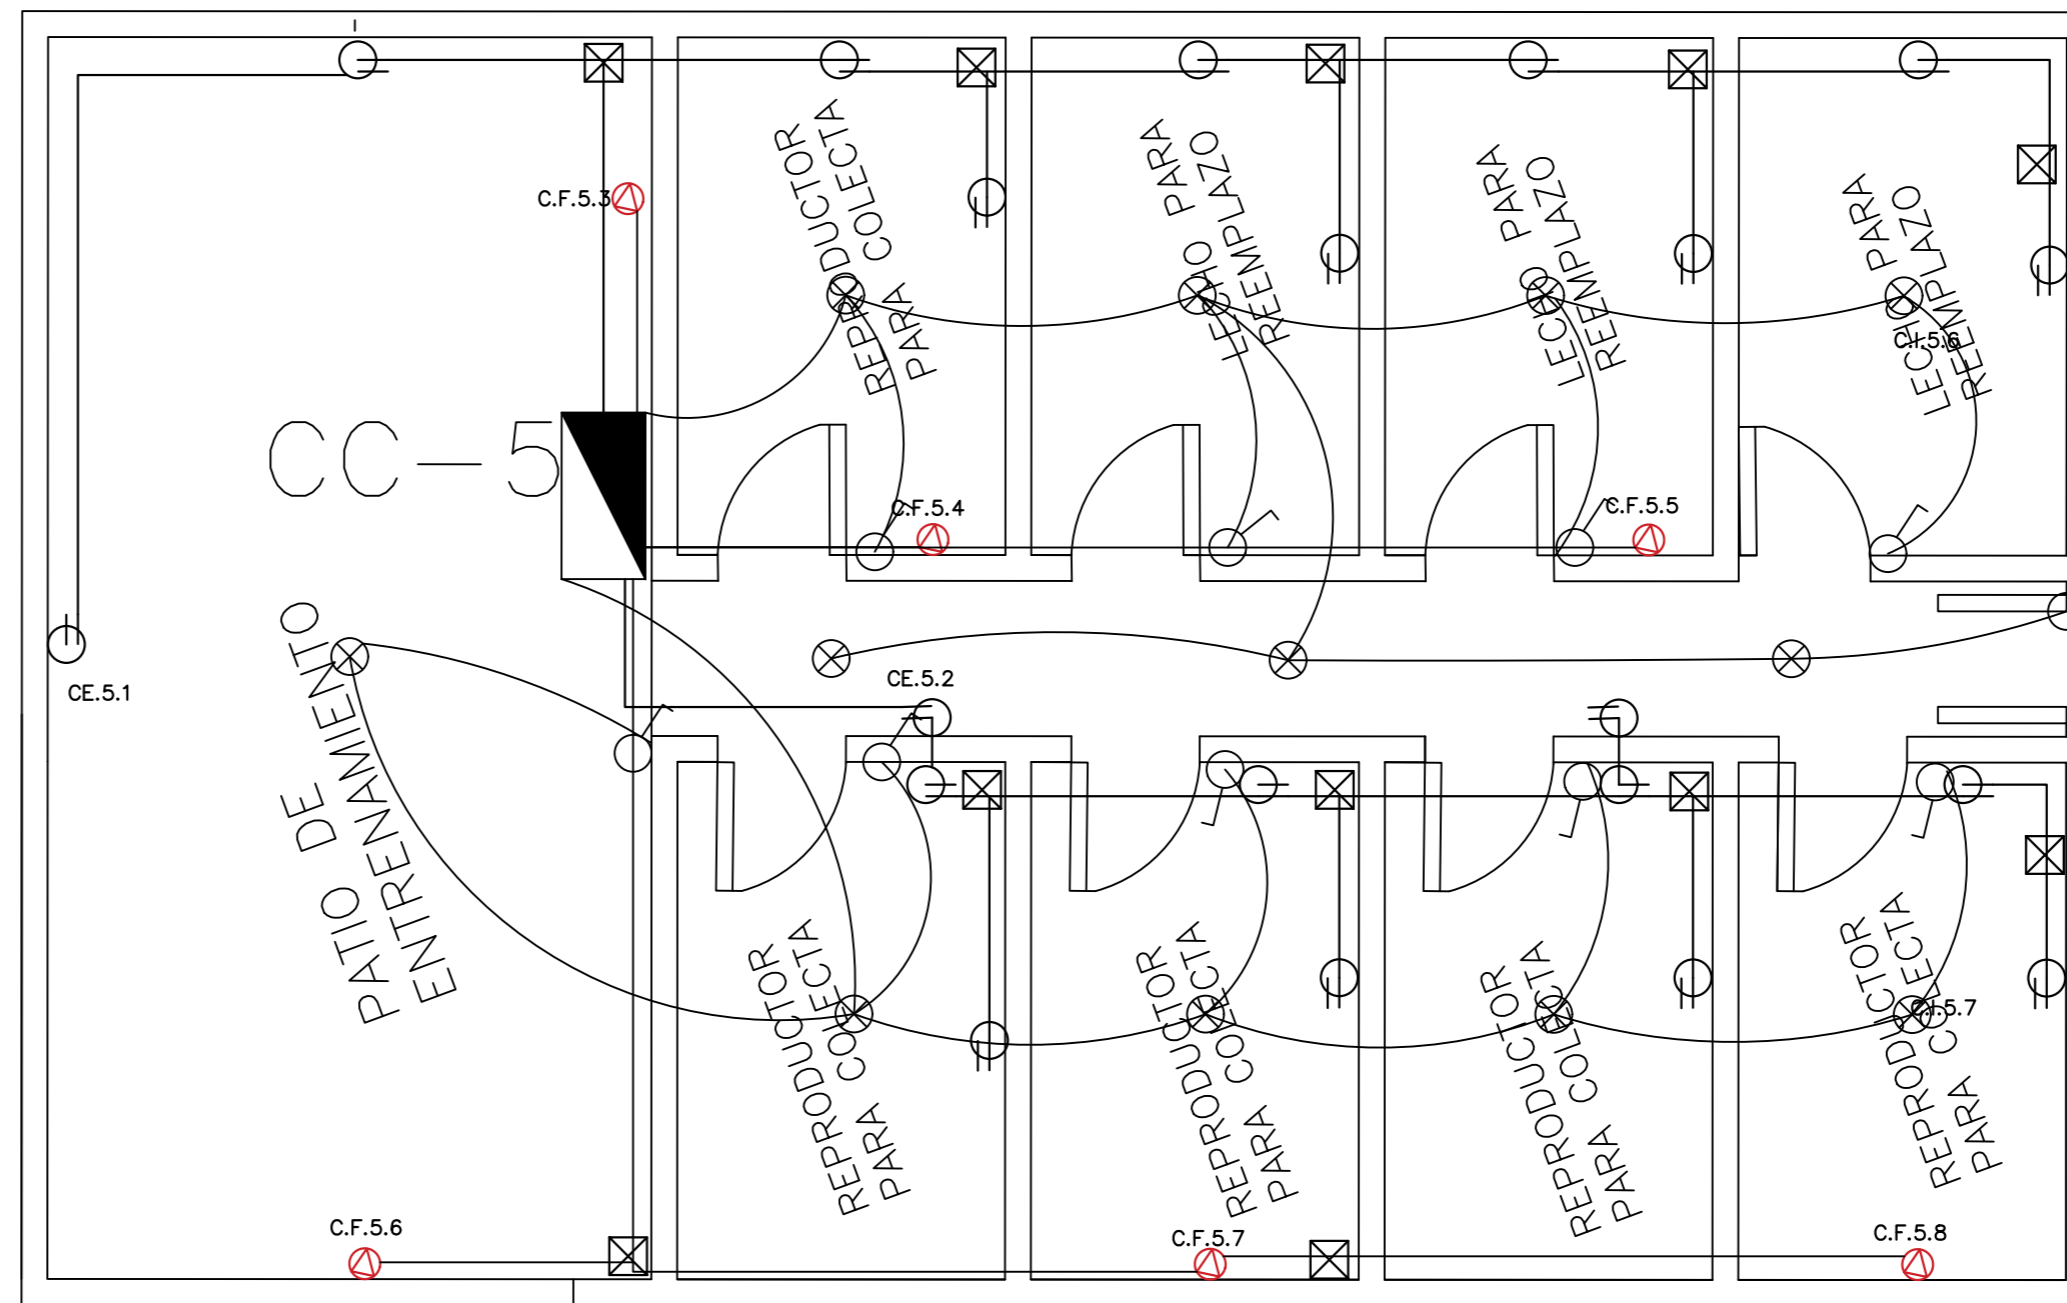 C.F.5.3
REPRODUCTOR
PARA COLECTA
LECHO PARA
REEMPLAZO
LECHO PARA
REEMPLAZO
LECHO PARA
REEMPLAZO
C.I.5.6
CC-5
C.F.5.4
C.F.5.5
CE.5.1
CE.5.2
PATIO DE
ENTRENAMIENTO
REPRODUCTOR
PARA COLECTA
REPRODUCTOR
PARA COLECTA
REPRODUCTOR
PARA COLECTA
REPRODUCTOR
PARA COLECTA
C.I.5.7
C.F.5.6
C.F.5.7
C.F.5.8